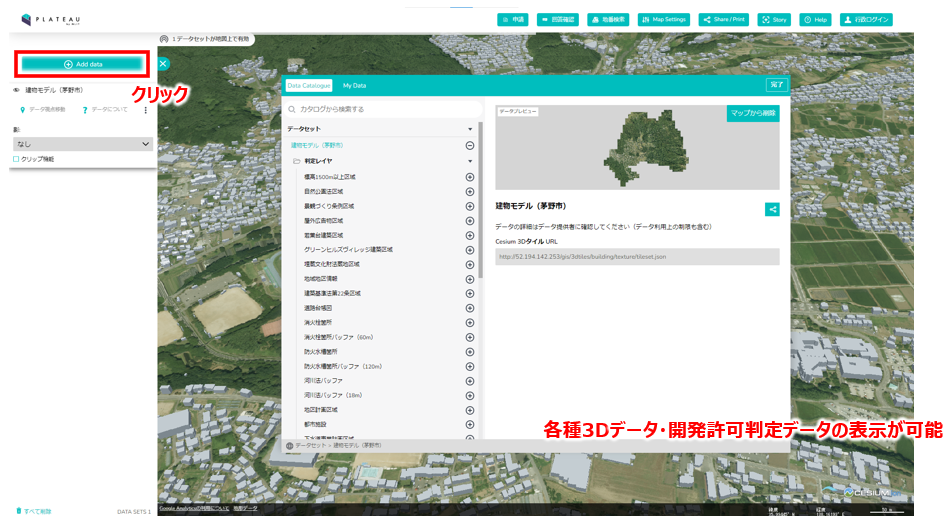 PLATEAU
by MLIT
申請
回答確認
地番検索
Map Settings
Share / Print
Story
Help
行政ログイン
1 データセットが地図上で有効
Add data
クリック
建物モデル（茅野市）
データ視点移動
データについて
影:
なし
クリップ機能
Data Catalogue
My Data
完了
カタログから検索する
データセット
建物モデル（茅野市）
判定レイヤ
標高1500m以上区域
自然公園法区域
景観づくり条例区域
屋外広告物区域
若葉台建築区域
グリーンヒルズヴィレッジ建築区域
埋蔵文化財法蔵地区域
地域地区情報
建築基準法第22条区域
道路台帳図
消火栓箇所
消火栓箇所バッファ（60m）
防火水槽箇所
防火水槽箇所バッファ（120m）
河川法バッファ
河川法バッファ（18m）
地区計画区域
都市施設
データセット > 建物モデル（茅野市）
データプレビュー
マップから削除
建物モデル（茅野市）
データの詳細はデータ提供者に確認してください（データ利用上の制限も含む）
Cesium 3Dタイル URL
http://52.194.142.253/gis/3dtiles/building/texture/tileset.json
各種3Dデータ・開発許可判定データの表示が可能
すべて削除
DATA SETS 1
Google Analyticsの利用について
地図データ
CESIUM